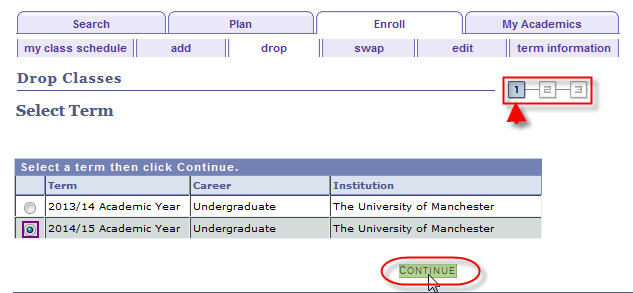 Search Plan Enroll My Academics
my class schedule add drop swap edit term information
Drop Classes
1 2 3
Select Term
Select a term then click Continue.
Term Career Institution
2013/14 Academic Year Undergraduate The University of Manchester
2014/15 Academic Year Undergraduate The University of Manchester
CONTINUE